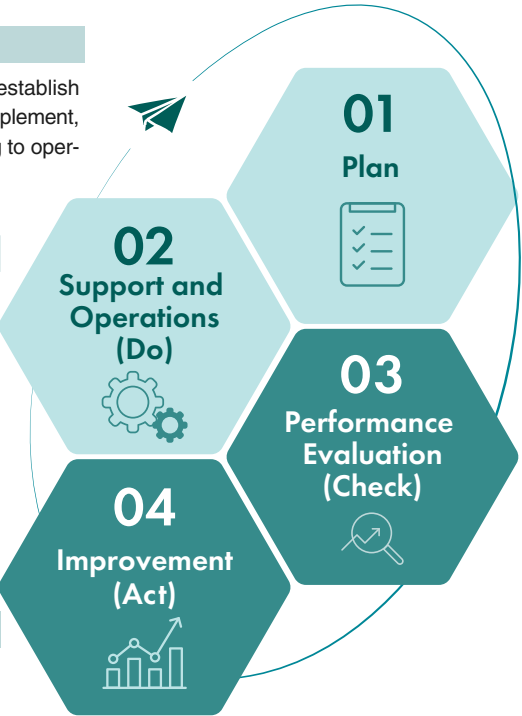 establish
plement,
to oper-
01
Plan
02
Support and
Operations
(Do)
03
Performance
Evaluation
(Check)
04
Improvement
(Act)